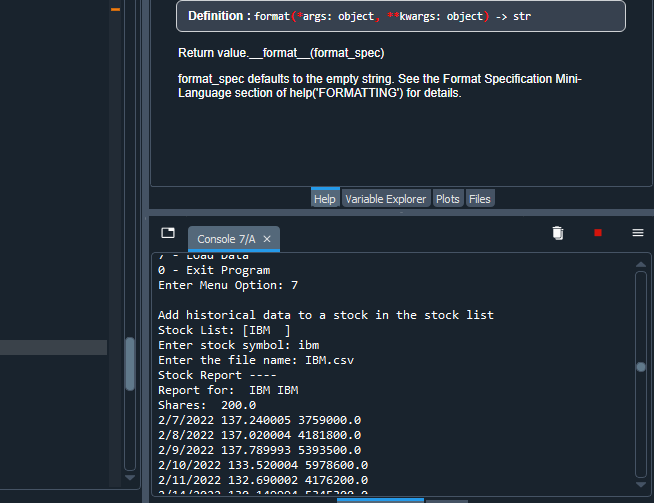 Definition : format(*args: object, **kwargs: object) -> str
Return value.__format__(format_spec)
format_spec defaults to the empty string. See the Format Specification Mini-
Language section of help('FORMATTING') for details.
Help Variable Explorer Plots Files
Console 7/A ×
7 - Load Data
0 - Exit Program
Enter Menu Option: 7
Add historical data to a stock in the stock list
Stock List: [IBM  ]
Enter stock symbol: ibm
Enter the file name: IBM.csv
Stock Report ----
Report for:  IBM IBM
Shares:  200.0
2/7/2022 137.240005 3759000.0
2/8/2022 137.020004 4181800.0
2/9/2022 137.789993 5393500.0
2/10/2022 133.520004 5978600.0
2/11/2022 132.690002 4176200.0